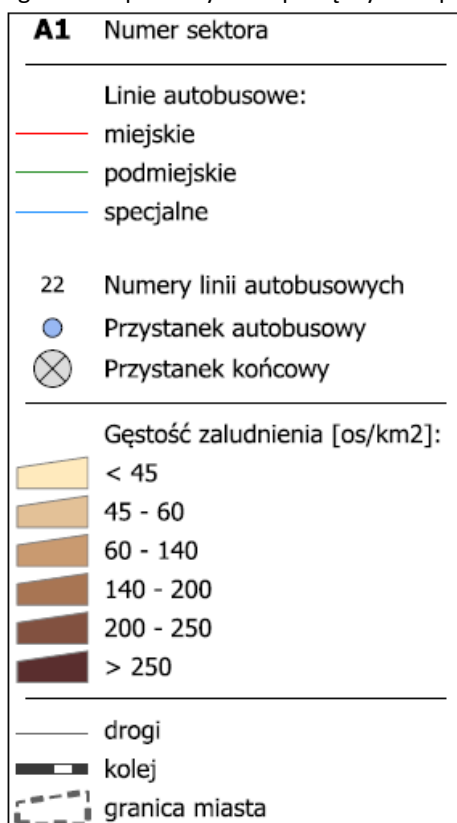 A1 Numer sektora
Linie autobusowe:
miejskie
podmiejskie
specjalne
22 Numery linii autobusowych
Przystanek autobusowy
Przystanek końcowy
Gęstość zaludnienia [os/km2]:
< 45
45 - 60
60 - 140
140 - 200
200 - 250
> 250
drogi
kolej
granica miasta